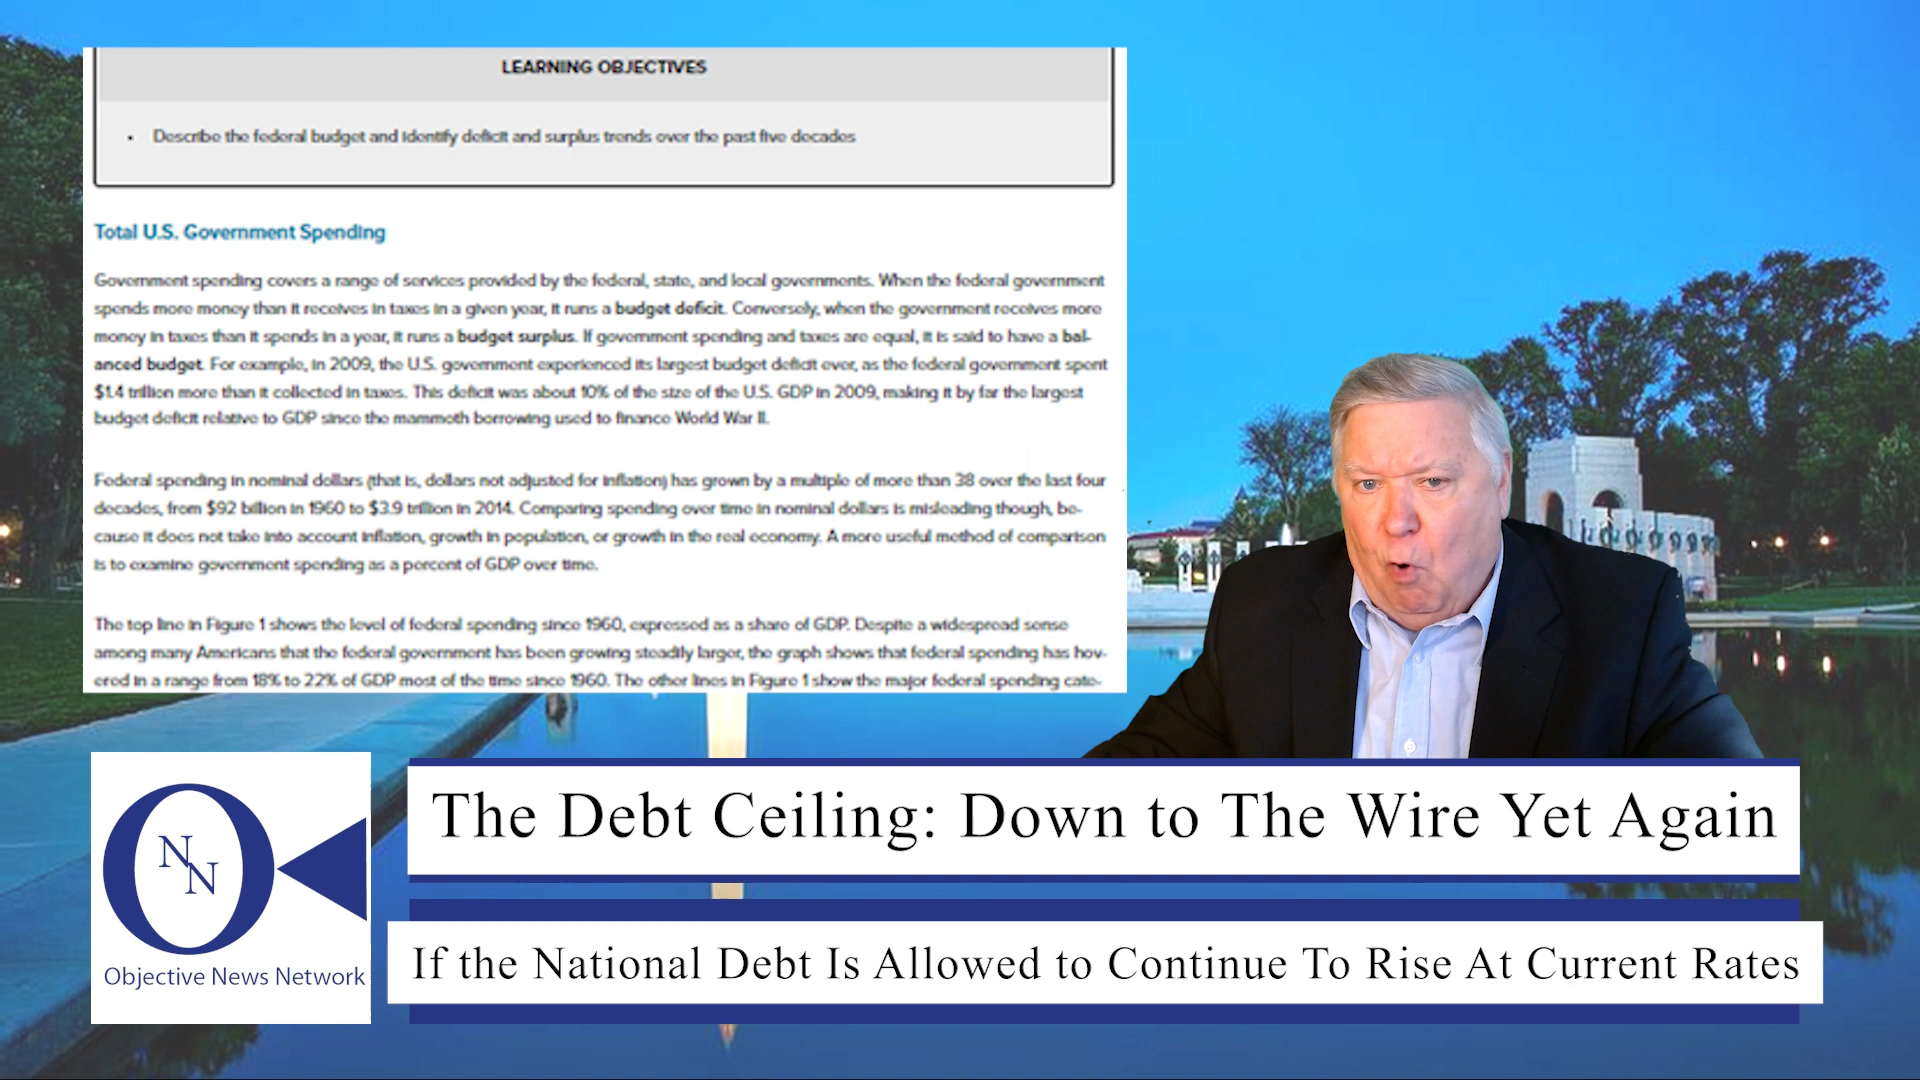 LEARNING OBJECTIVES
• Describe the federal budget and identify deficit and surplus trends over the past five decades
Total U.S. Government Spending
Government spending covers a range of services provided by the federal, state, and local governments. When the federal government
spends more money than it receives in taxes in a given year, it runs a budget deficit. Conversely, when the government receives more
money in taxes than it spends in a year, it runs a budget surplus. If government spending and taxes are equal, it is said to have a bal-
anced budget. For example, in 2009, the U.S. government experienced its largest budget deficit ever, as the federal government spent
$1.4 trillion more than it collected in taxes. This deficit was about 10% of the size of the U.S. GDP in 2009, making it by far the largest
budget deficit relative to GDP since the mammoth borrowing used to finance World War II.
Federal spending in nominal dollars (that is, dollars not adjusted for inflation) has grown by a multiple of more than 38 over the last four
decades, from $92 billion in 1960 to $3.9 trillion in 2014. Comparing spending over time in nominal dollars is misleading though, be-
cause it does not take into account inflation, growth in population, or growth in the real economy. A more useful method of comparison
is to examine government spending as a percent of GDP over time.
The top line in Figure 1 shows the level of federal spending since 1960, expressed as a share of GDP. Despite a widespread sense
among many Americans that the federal government has been growing steadily larger, the graph shows that federal spending has hov-
ered in a range from 18% to 22% of GDP most of the time since 1960. The other lines in Figure 1 show the major federal spending cate-
The Debt Ceiling: Down to The Wire Yet Again
If the National Debt Is Allowed to Continue To Rise At Current Rates
O
N
N
Objective News Network